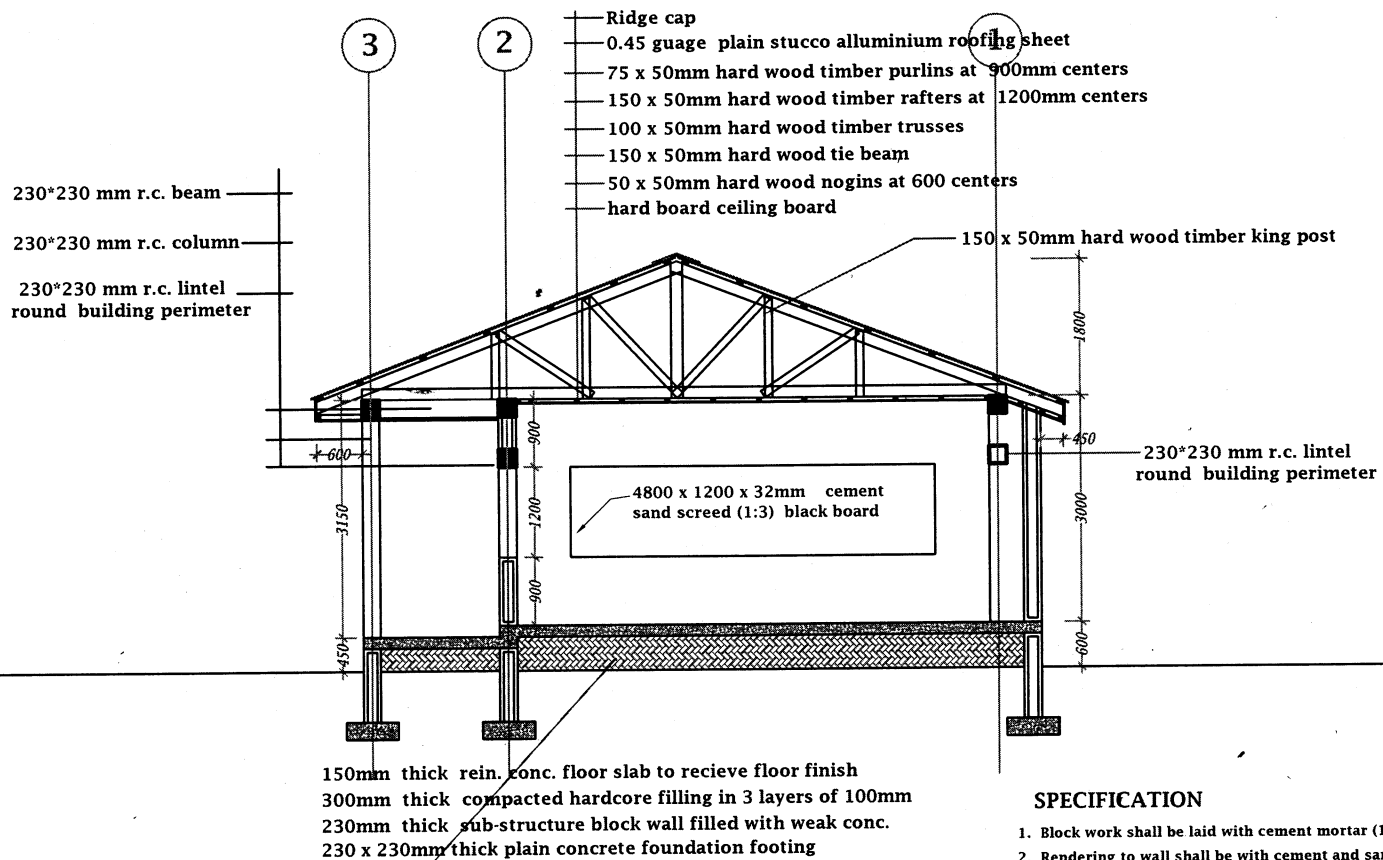 3
2
1
Ridge cap
0.45 guage plain stucco alluminium roofing sheet
75 x 50mm hard wood timber purlins at 900mm centers
150 x 50mm hard wood timber rafters at 1200mm centers
100 x 50mm hard wood timber trusses
150 x 50mm hard wood tie beam
50 x 50mm hard wood nogins at 600 centers
hard board ceiling board
230*230 mm r.c. beam
230*230 mm r.c. column
230*230 mm r.c. lintel
round building perimeter
150 x 50mm hard wood timber king post
1800
900
600
450
230*230 mm r.c. lintel
round building perimeter
4800 x 1200 x 32mm cement
sand screed (1:3) black board
3150
1200
3000
900
450
600
150mm thick rein. conc. floor slab to recieve floor finish
300mm thick compacted hardcore filling in 3 layers of 100mm
230mm thick sub-structure block wall filled with weak conc.
230 x 230mm thick plain concrete foundation footing
SPECIFICATION
1. Block work shall be laid with cement mortar (1
2. Rendering to wall shall be with cement and